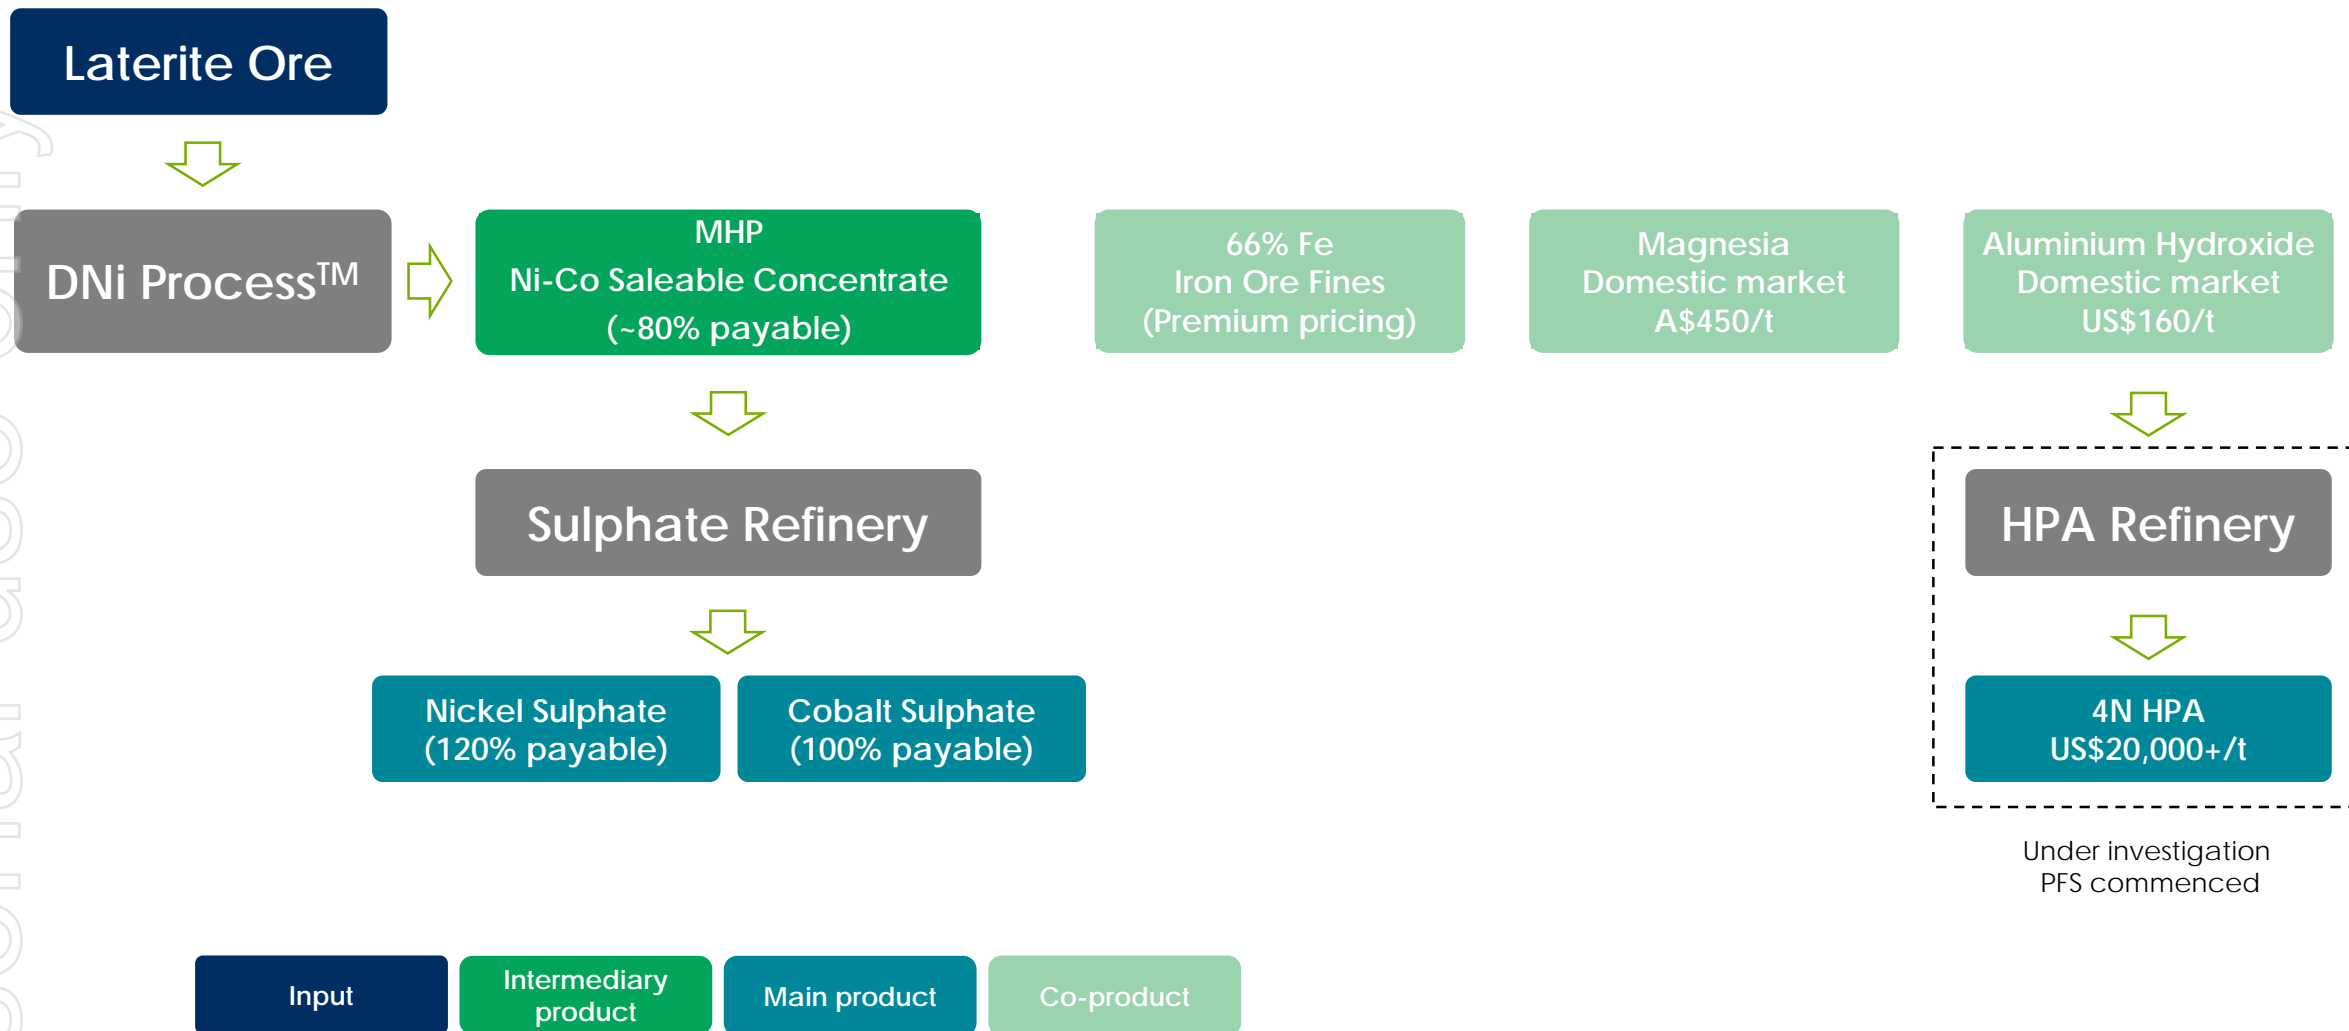 Laterite Ore
DNi Process™
MHP
Ni-Co Saleable Concentrate
(~80% payable)
66% Fe
Iron Ore Fines
(Premium pricing)
Magnesia
Domestic market
A$450/t
Aluminium Hydroxide
Domestic market
US$160/t
Sulphate Refinery
HPA Refinery
Nickel Sulphate
(120% payable)
Cobalt Sulphate
(100% payable)
4N HPA
US$20,000+/t
Under investigation
PFS commenced
Input
Intermediary
product
Main product
Co-product